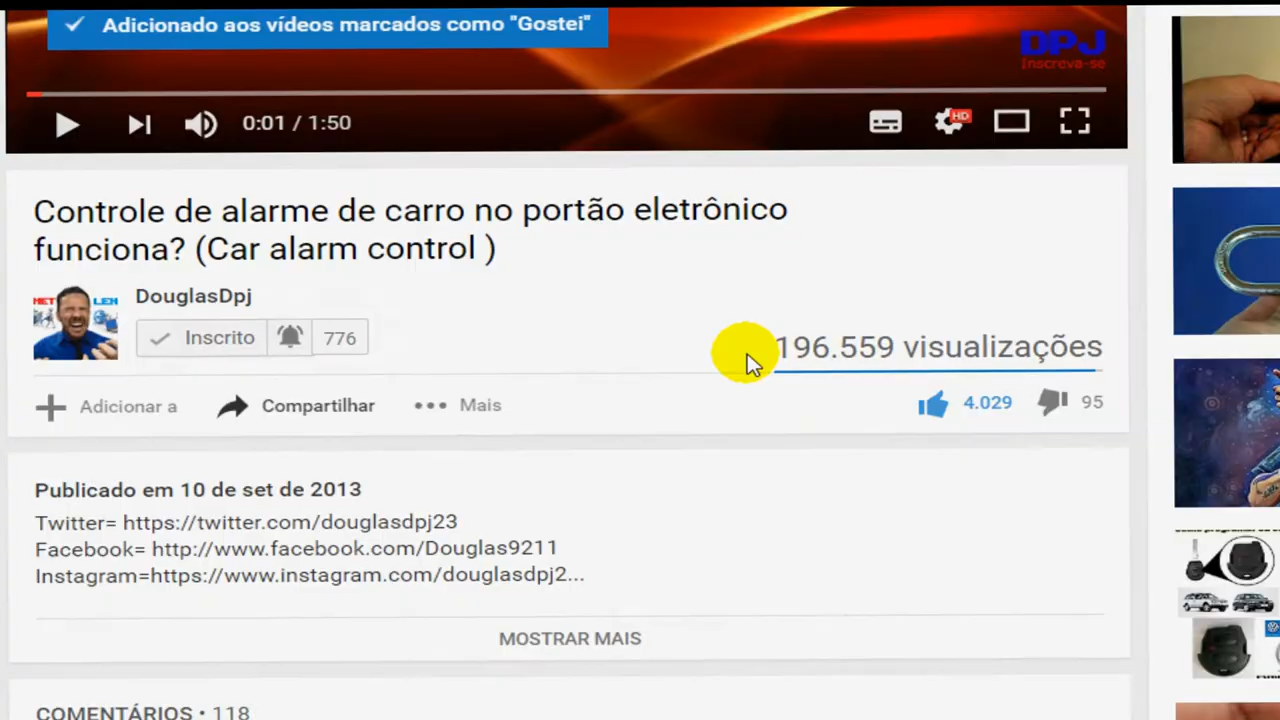 Adicionado aos vídeos marcados como "Gostei"
DPJ
Inscreva-se
0:01 / 1:50
HD
Controle de alarme de carro no portão eletrônico
funciona? (Car alarm control )
DouglasDpj
Inscrito 776
196.559 visualizações
Adicionar a Compartilhar Mais 4.029 95
Publicado em 10 de set de 2013
Twitter= https://twitter.com/douglasdpj23
Facebook= http://www.facebook.com/Douglas9211
Instagram=https://www.instagram.com/douglasdpj2...
MOSTRAR MAIS
COMENTÁRIOS • 118